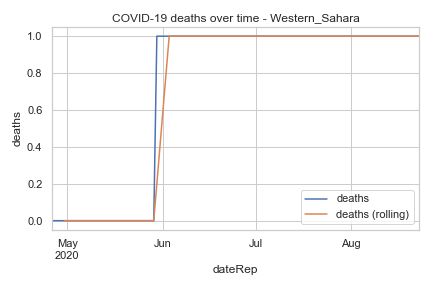 COVID-19 deaths over time - Western_Sahara
deaths
1.0
0.8
0.6
0.4
0.2
0.0
deaths
deaths (rolling)
May
2020
Jun
Jul
Aug
dateRep